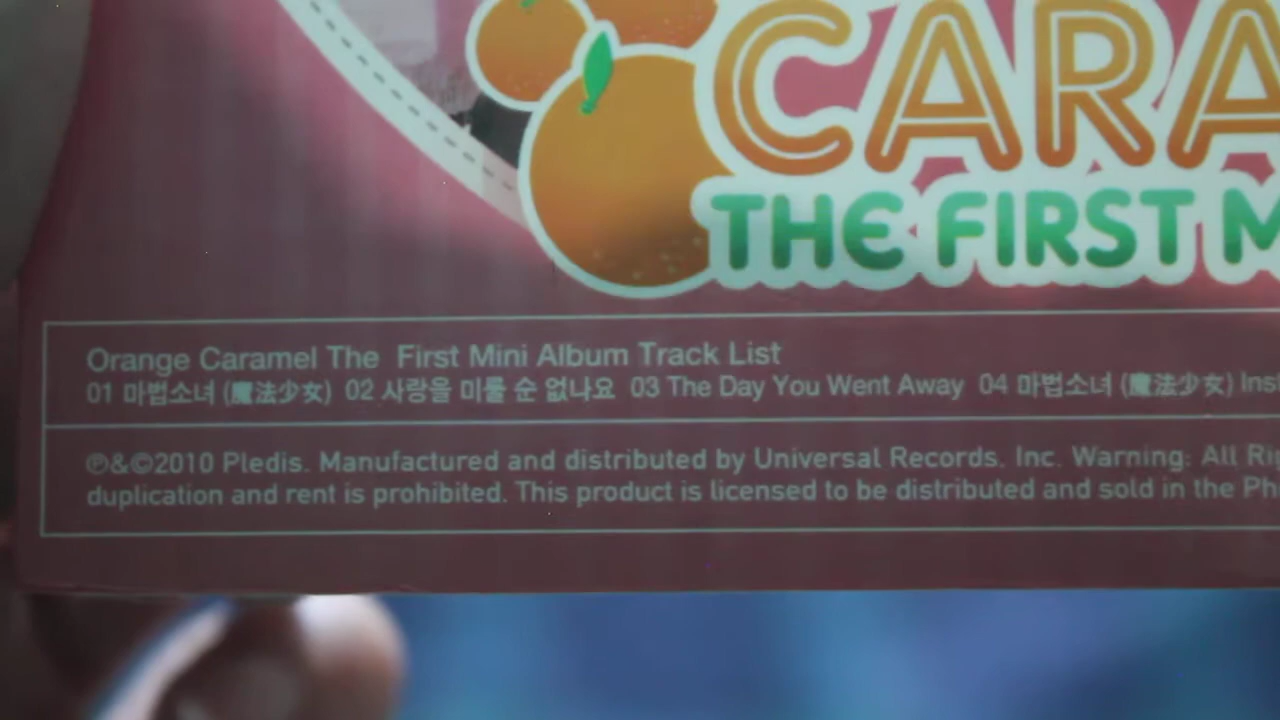 CARA
THE FIRST M
Orange Caramel The First Mini Album Track List
01 마법소녀 (魔法少女) 02 사랑을 미룰 순 없나요 03 The Day You Went Away 04 마법소녀 (魔法少女) Inst
℗&©2010 Pledis. Manufactured and distributed by Universal Records, Inc. Warning: All Ri
duplication and rent is prohibited. This product is licensed to be distributed and sold in the Ph